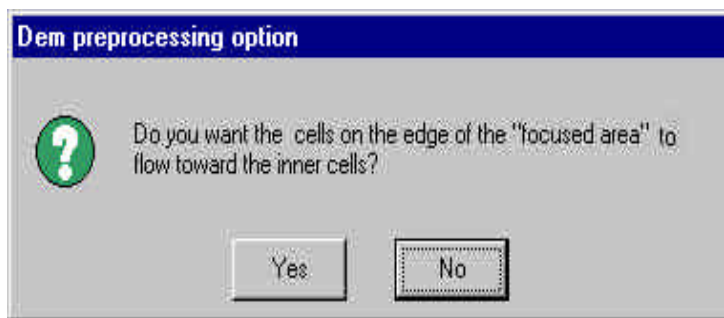 Dem preprocessing option
Do you want the cells on the edge of the "focused area" to
flow toward the inner cells?
Yes
No